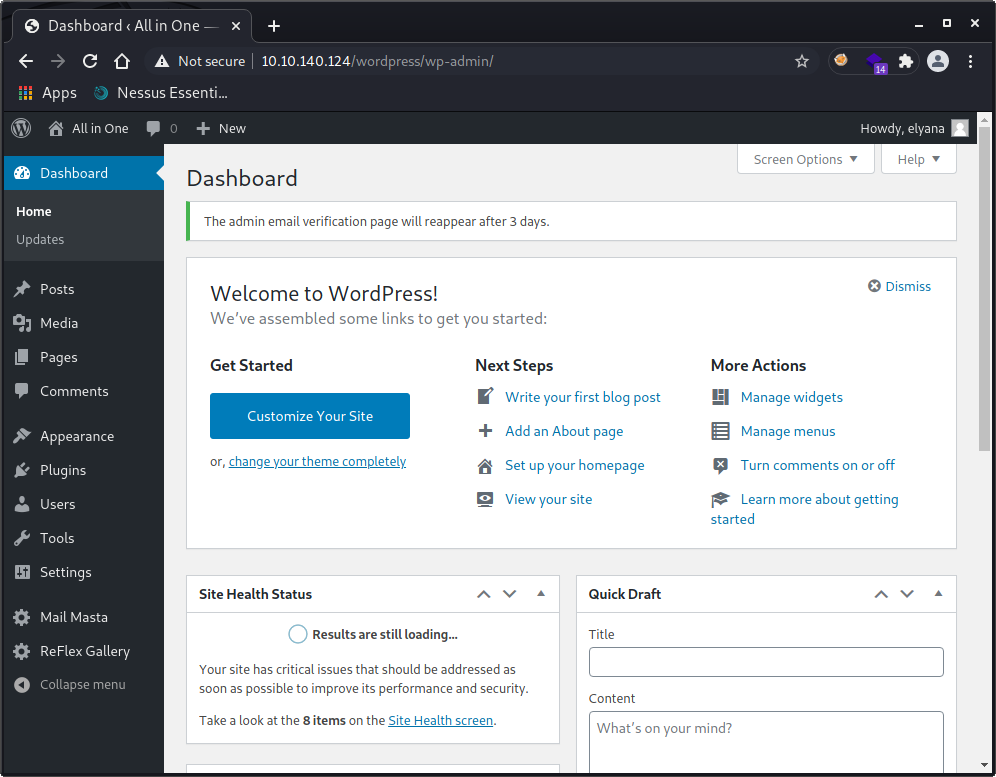 Dashboard ‹ All in One —
Not secure 10.10.140.124/wordpress/wp-admin/
14
Apps Nessus Essenti...
All in One 0 New Howdy, elyana
Screen Options Help
Dashboard
Home
Updates
Posts
Media
Pages
Comments
Appearance
Plugins
Users
Tools
Settings
Mail Masta
ReFlex Gallery
Collapse menu
Dashboard
The admin email verification page will reappear after 3 days.
Welcome to WordPress!
Dismiss
We've assembled some links to get you started:
Get Started
Customize Your Site
or, change your theme completely
Next Steps
Write your first blog post
Add an About page
Set up your homepage
View your site
More Actions
Manage widgets
Manage menus
Turn comments on or off
Learn more about getting
started
Site Health Status
Results are still loading...
Your site has critical issues that should be addressed as
soon as possible to improve its performance and security.
Take a look at the 8 items on the Site Health screen.
Quick Draft
Title
Content
What's on your mind?